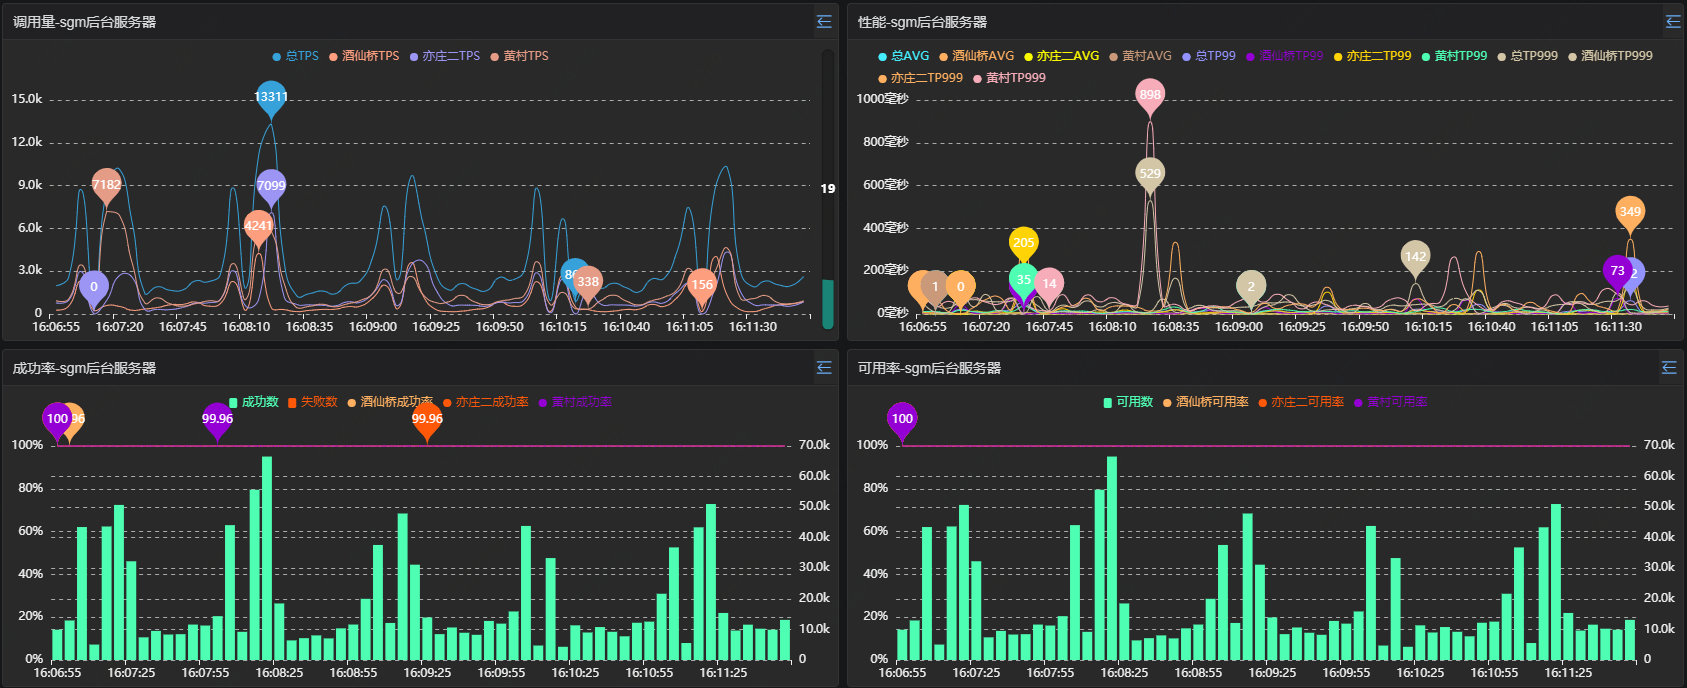 调用量-sgm后台服务器
总TPS 酒仙桥TPS 亦庄二TPS 黄村TPS
15.0k
12.0k
9.0k
6.0k
3.0k
0
13311
7182
7099
4241
0
338
156
19
16:06:55 16:07:20 16:07:45 16:08:10 16:08:35 16:09:00 16:09:25 16:09:50 16:10:15 16:10:40 16:11:05 16:11:30
性能-sgm后台服务器
总AVG 酒仙桥AVG 亦庄二AVG 黄村AVG 总TP99 酒仙桥TP99 亦庄二TP99 黄村TP99 总TP999 酒仙桥TP999
亦庄二TP999 黄村TP999
1000毫秒
800毫秒
600毫秒
400毫秒
200毫秒
0毫秒
898
529
349
205
142
73
35
14
1
0
2
16:06:55 16:07:20 16:07:45 16:08:10 16:08:35 16:09:00 16:09:25 16:09:50 16:10:15 16:10:40 16:11:05 16:11:30
成功率-sgm后台服务器
成功数 失败数 酒仙桥成功率 亦庄二成功率 黄村成功率
100 99.96 99.96
100%
80%
60%
40%
20%
0%
70.0k
60.0k
50.0k
40.0k
30.0k
20.0k
10.0k
0
16:06:55 16:07:25 16:07:55 16:08:25 16:08:55 16:09:25 16:09:55 16:10:25 16:10:55 16:11:25
可用率-sgm后台服务器
可用数 酒仙桥可用率 亦庄二可用率 黄村可用率
100
100%
80%
60%
40%
20%
0%
70.0k
60.0k
50.0k
40.0k
30.0k
20.0k
10.0k
0
16:06:55 16:07:25 16:07:55 16:08:25 16:08:55 16:09:25 16:09:55 16:10:25 16:10:55 16:11:25